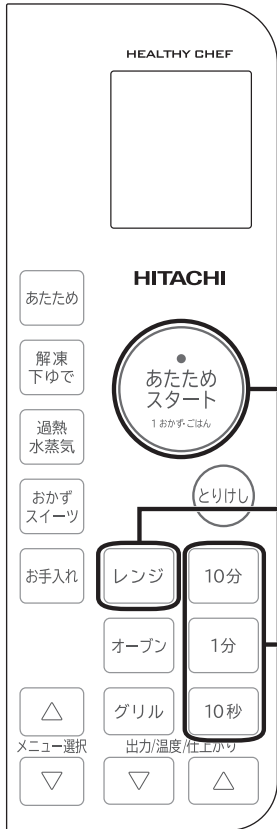 HEALTHY CHEF
HITACHI
あたため
あたため
スタート
1 おかず・ごはん
解凍
下ゆで
過熱
水蒸気
おかず
スイーツ
とりけし
お手入れ
レンジ
10分
オーブン
1分
グリル
10秒
メニュー選択
出力/温度/仕上がり